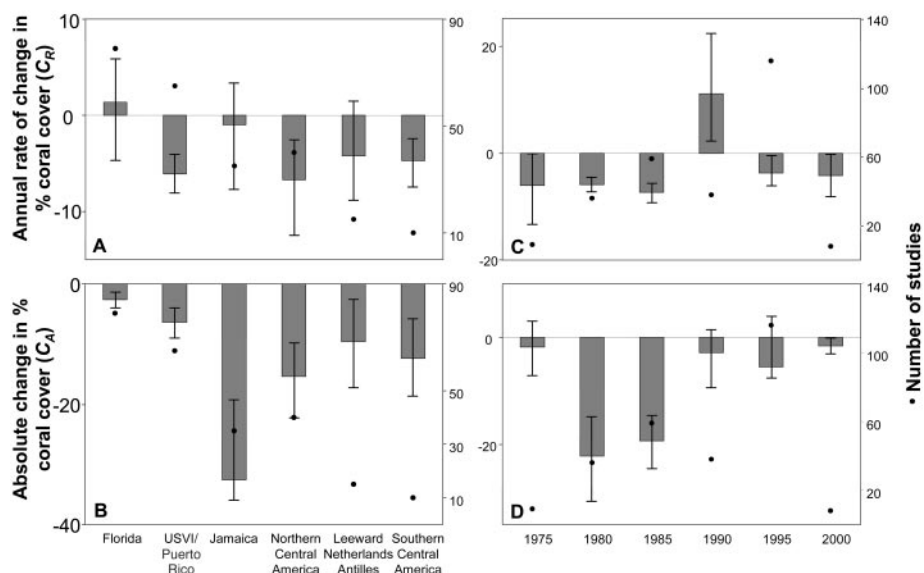 Annual rate of change in
% coral cover (CR)
10
0
-10
A
90
50
10
20
0
-20
C
140
100
60
20
Absolute change in %
coral cover (CA)
0
-20
-40
B
90
50
30
10
0
-20
D
140
100
60
20
• Number of studies
Florida
USVI/
Puerto
Rico
Jamaica
Northern
Central
America
Leeward
Netherlands
Antilles
Southern
Central
America
1975
1980
1985
1990
1995
2000